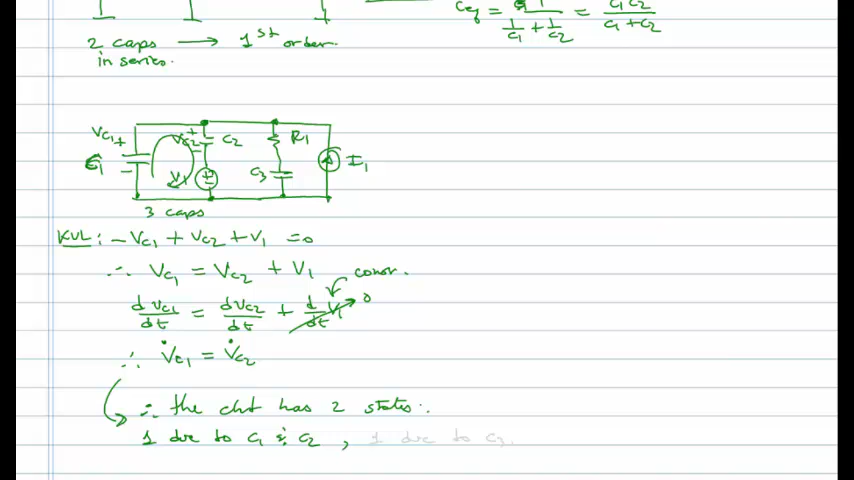 Ceq = 1 / (1/C1 + 1/C2) = C1C2 / (C1+C2)
2 caps → 1st order.
in series.
VC1 + VC2 + C2 R1
C1 - V1 C3 I1
3 caps
KVL: -VC1 + VC2 + V1 = 0
∴ VC1 = VC2 + V1 const.
dVC1/dt = dVC2/dt + d/dt V1 0
∴ V̇C1 = V̇C2
∴ the ckt has 2 states.
1 due to C1 & C2 , 1 due to C3.